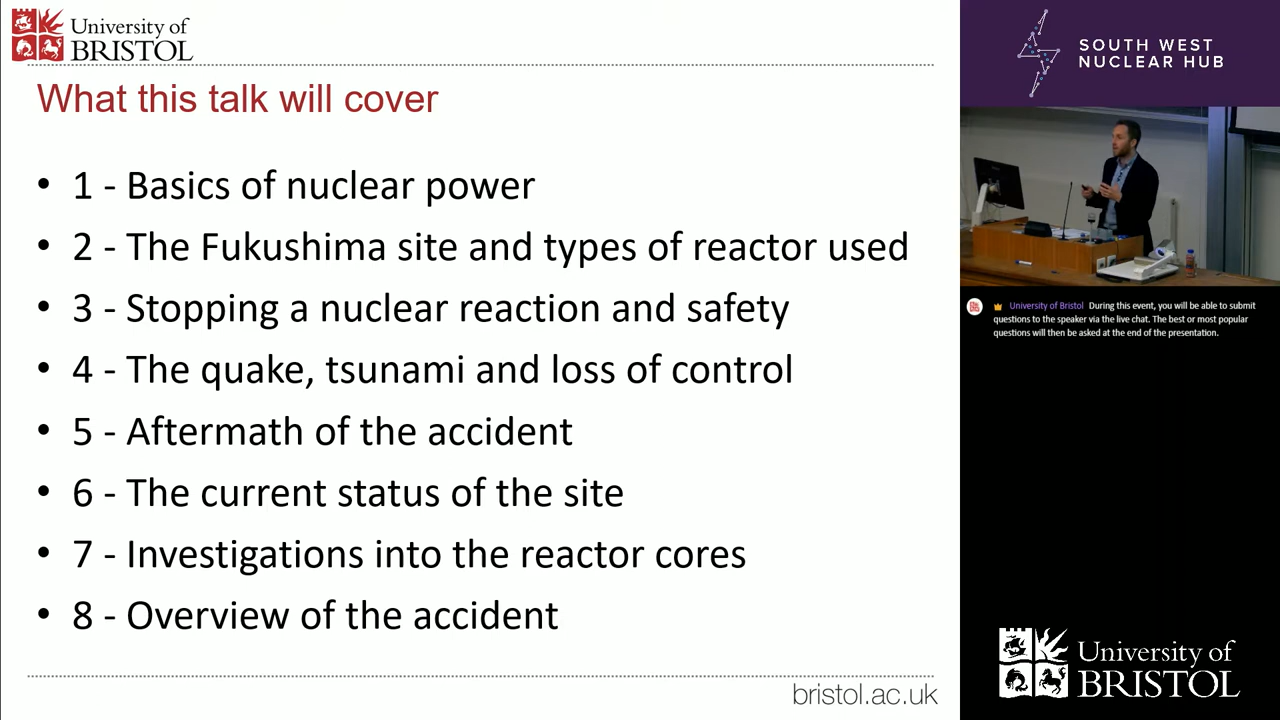 University of
BRISTOL
What this talk will cover
• 1 - Basics of nuclear power
• 2 - The Fukushima site and types of reactor used
• 3 - Stopping a nuclear reaction and safety
• 4 - The quake, tsunami and loss of control
• 5 - Aftermath of the accident
• 6 - The current status of the site
• 7 - Investigations into the reactor cores
• 8 - Overview of the accident
bristol.ac.uk
SOUTH WEST
NUCLEAR HUB
University of Bristol During this event, you will be able to submit
questions to the speaker via the live chat. The best or most popular
questions will then be asked at the end of the presentation.
University of
BRISTOL